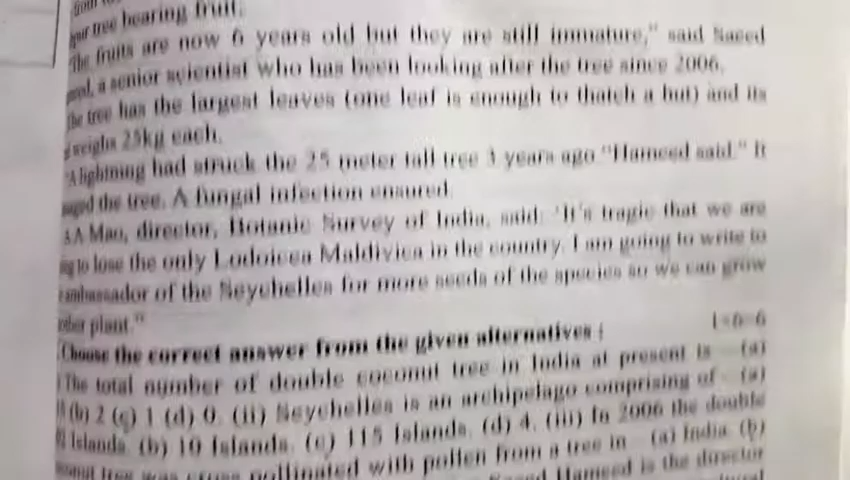 tree bearing fruit.
The fruits are now 6 years old but they are still immature," said Saeed
a senior scientist who has been looking after the tree since 2006.
the tree has the largest leaves (one leaf is enough to thatch a hut) and its
weighs 25kg each.
"A lightning had struck the 25 meter tall tree 3 years ago "Hameed said." It
the tree. A fungal infection ensured.
A Mao, director, Botanic Survey of India, said: 'It's tragic that we are
to lose the only Lodoicea Maldivica in the country. I am going to write to
ambassador of the Seychelles for more seeds of the species so we can grow
plant."
Choose the correct answer from the given alternatives : 1×6=6
The total number of double coconut tree in India at present is (a)
(b) 2 (c) 1 (d) 0. (ii) Seychelles is an archipelago comprising of (a)
Islands. (b) 10 Islands. (c) 115 Islands. (d) 4. (iii) In 2006 the double
tree was cross pollinated with pollen from a tree in (a) India (b)
Saeed Hameed is the director